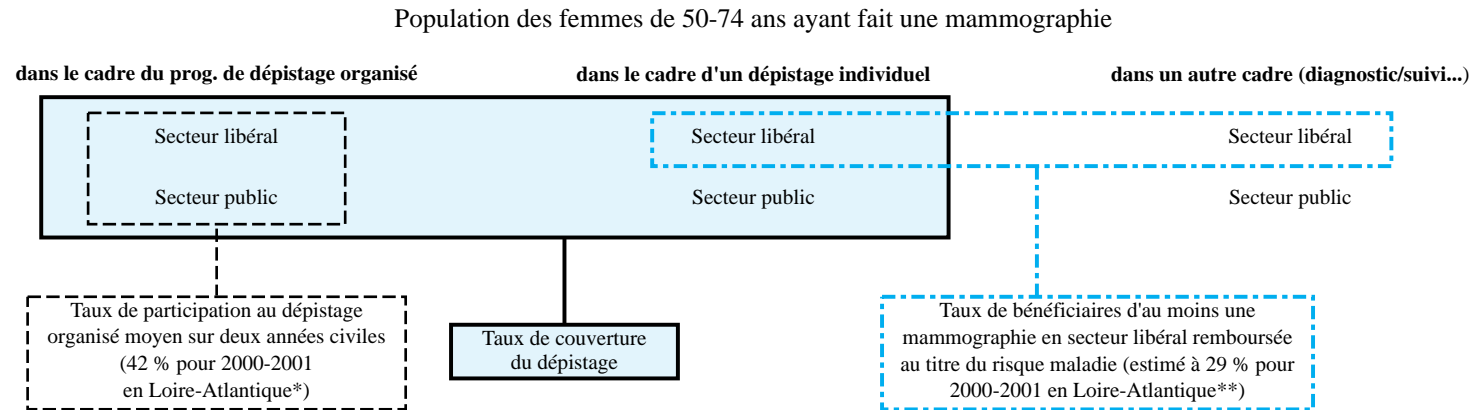 Population des femmes de 50-74 ans ayant fait une mammographie
dans le cadre du prog. de dépistage organisé
dans le cadre d'un dépistage individuel
dans un autre cadre (diagnostic/suivi...)
Secteur libéral
Secteur libéral
Secteur libéral
Secteur public
Secteur public
Secteur public
Taux de participation au dépistage
organisé moyen sur deux années civiles
(42 % pour 2000-2001
en Loire-Atlantique*)
Taux de couverture
du dépistage
Taux de bénéficiaires d'au moins une
mammographie en secteur libéral remboursée
au titre du risque maladie (estimé à 29 % pour
2000-2001 en Loire-Atlantique**)